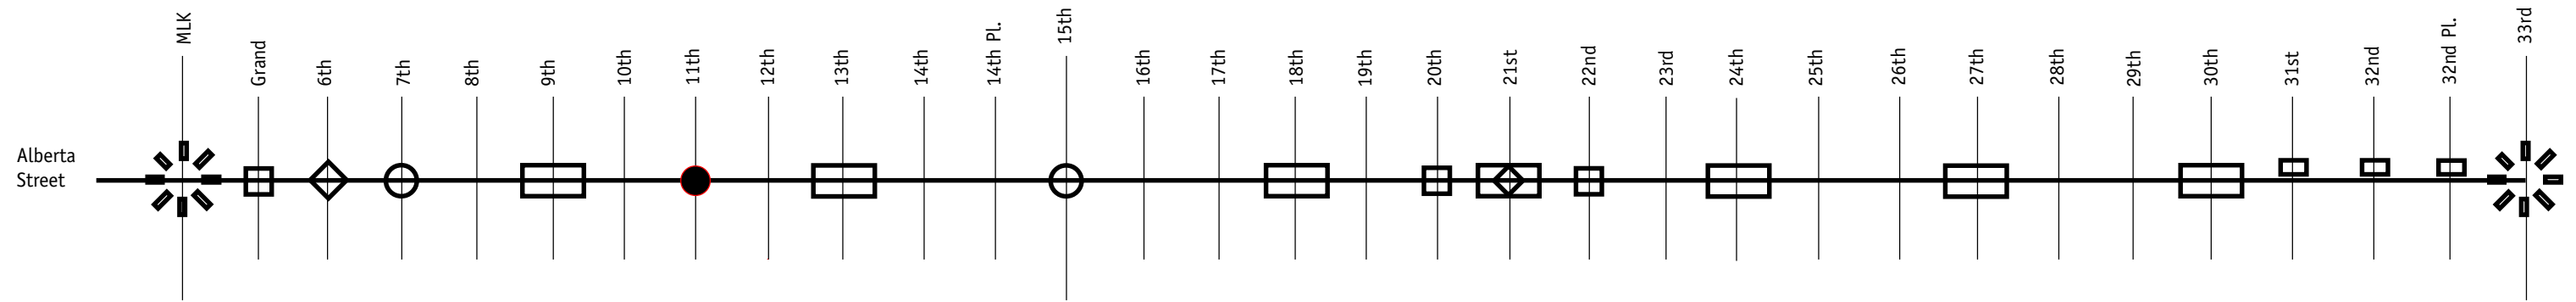 MLK
Grand
6th
7th
8th
9th
10th
11th
12th
13th
14th
14th Pl.
15th
16th
17th
18th
19th
20th
21st
22nd
23rd
24th
25th
26th
27th
28th
29th
30th
31st
32nd
32nd Pl.
33rd
Alberta
Street